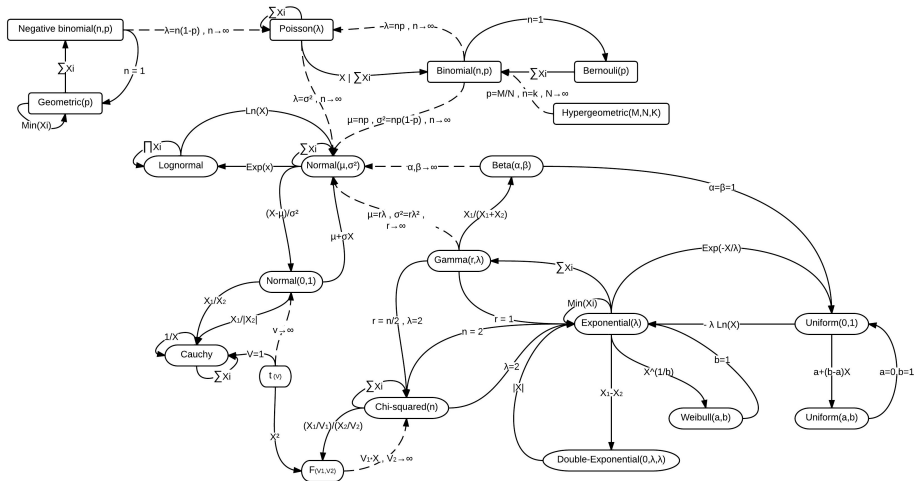 ∑Xi
n=1
Negative binomial(n,p)
λ=n(1-p) , n→∞
Poisson(λ)
λ=np , n→∞
∑Xi
n = 1
X | ∑Xi
Binomial(n,p)
∑Xi
Bernouli(p)
Geometric(p)
λ=σ² , n→∞
p=M/N , n=k , N→∞
Min(Xi)
Ln(X)
μ=np , σ²=np(1-p) , n→∞
Hypergeometric(M,N,K)
∏Xi
∑Xi
Lognormal
Exp(x)
Normal(μ,σ²)
α,β→∞
Beta(α,β)
α=β=1
(X-μ)/σ²
μ=rλ , σ²=rλ² ,
r→∞
X₁/(X₁+X₂)
μ+σX
Exp(-X/λ)
Gamma(r,λ)
∑Xi
Normal(0,1)
X₁/X₂
X₁/|X₂|
Min(Xi)
r = n/2 , λ=2
r = 1
Exponential(λ)
- λ Ln(X)
Uniform(0,1)
1/X
v→∞
n = 2
Cauchy
V=1
b=1
∑Xi
t (V)
∑Xi
λ=2
|X|
X^(1/b)
a+(b-a)X
a=0,b=1
X₁-X₂
Chi-squared(n)
Weibull(a,b)
Uniform(a,b)
(X₁/V₁)/(X₂/V₂)
X²
F(V1,V2)
V₁·X , V₂→∞
Double-Exponential(0,λ,λ)